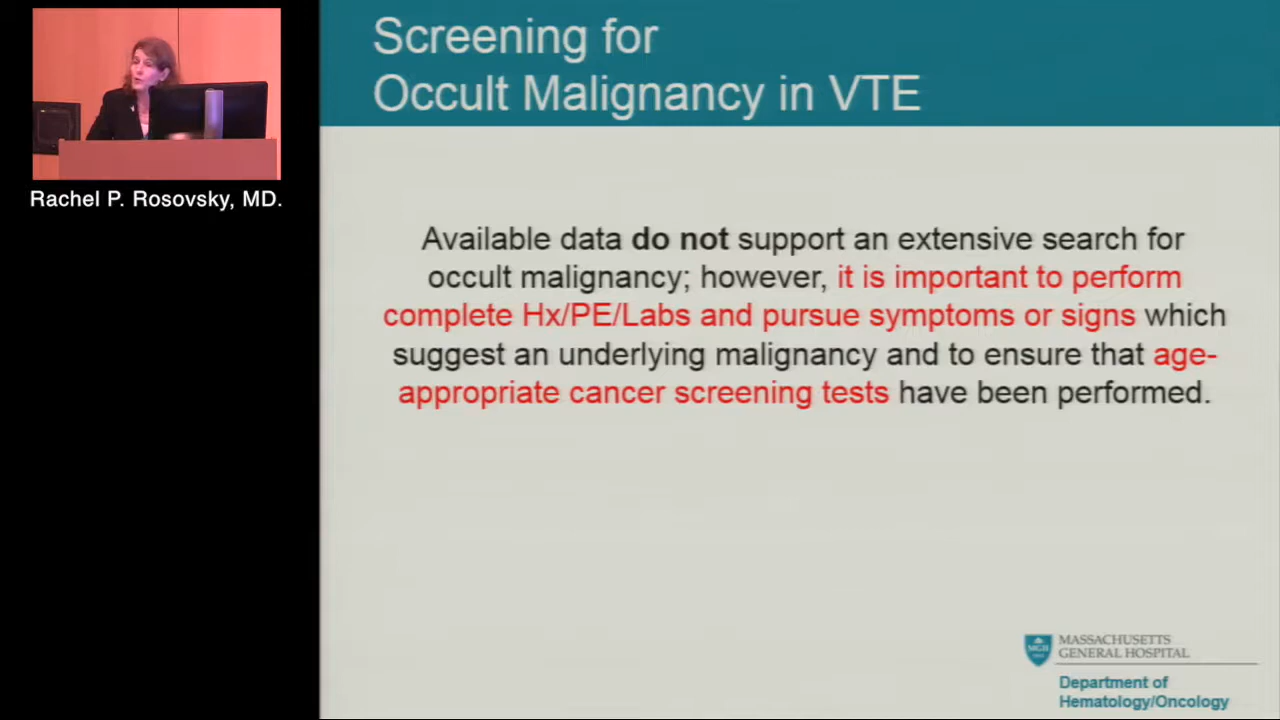 Screening for
Occult Malignancy in VTE
Rachel P. Rosovsky, MD.
Available data do not support an extensive search for
occult malignancy; however, it is important to perform
complete Hx/PE/Labs and pursue symptoms or signs which
suggest an underlying malignancy and to ensure that age-
appropriate cancer screening tests have been performed.
MGH
MASSACHUSETTS
GENERAL HOSPITAL
Department of
Hematology/Oncology